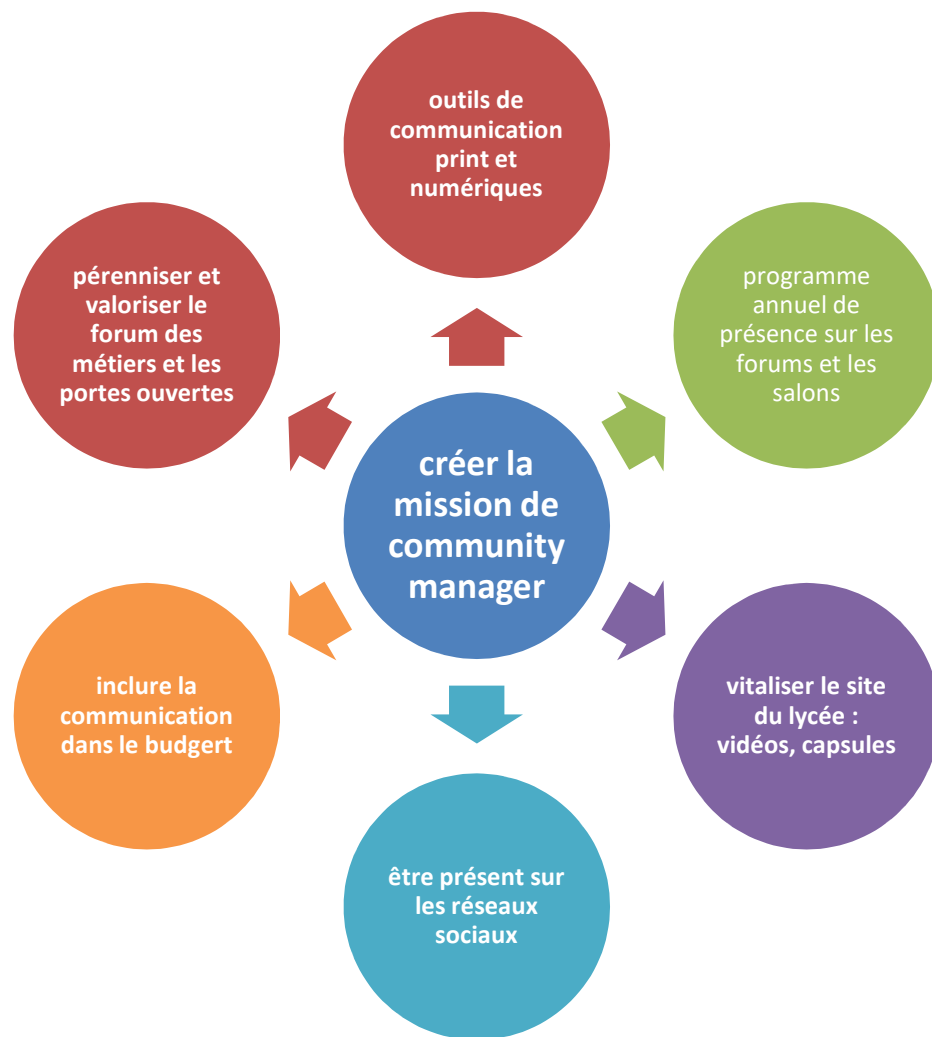 outils de
communication
print et
numériques
pérenniser et
valoriser le
forum des
métiers et les
portes ouvertes
programme
annuel de
présence sur les
forums et les
salons
créer la
mission de
community
manager
inclure la
communication
dans le budgert
vitaliser le site
du lycée :
vidéos, capsules
être présent sur
les réseaux
sociaux